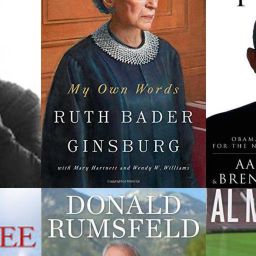 My Own Words
RUTH BADER
GINSBURG
with Mary Hartnett and Wendy W. Williams
OBAMA
FOR THE N
AA
& BREN
EE
DONALD
RUMSFELD
AL M